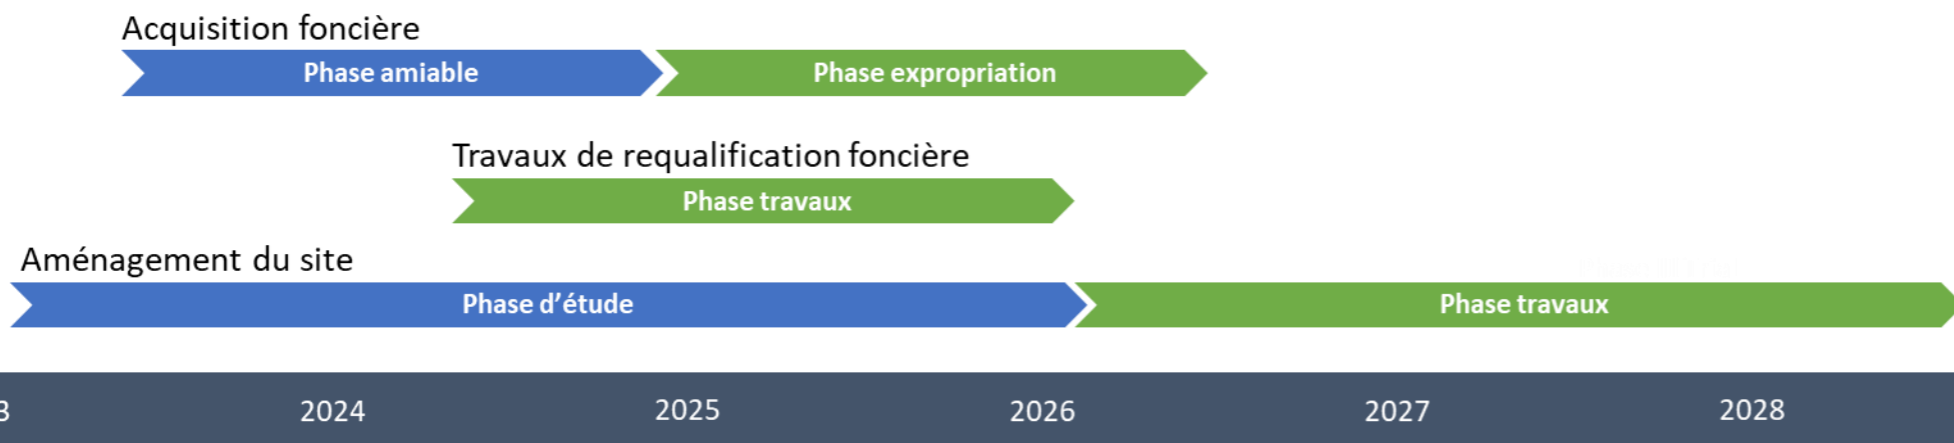 Acquisition foncière
Phase amiable
Phase expropriation
Travaux de requalification foncière
Phase travaux
Aménagement du site
Phase d’étude
Phase travaux
3 2024 2025 2026 2027 2028